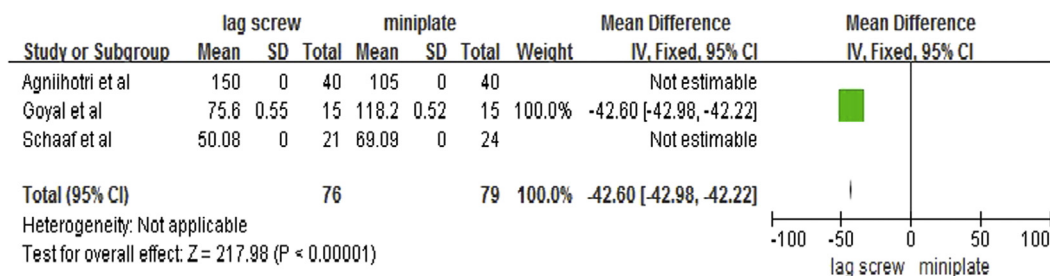 lag screw miniplate Mean Difference Mean Difference
Study or Subgroup Mean SD Total Mean SD Total Weight IV, Fixed, 95% CI IV, Fixed, 95% CI
Agniihotri et al 150 0 40 105 0 40 Not estimable
Goyal et al 75.6 0.55 15 118.2 0.52 15 100.0% -42.60 [-42.98, -42.22]
Schaaf et al 50.08 0 21 69.09 0 24 Not estimable
Total (95% CI) 76 79 100.0% -42.60 [-42.98, -42.22]
Heterogeneity: Not applicable
Test for overall effect: Z = 217.98 (P < 0.00001)
-100 -50 0 50 100
lag screw miniplate